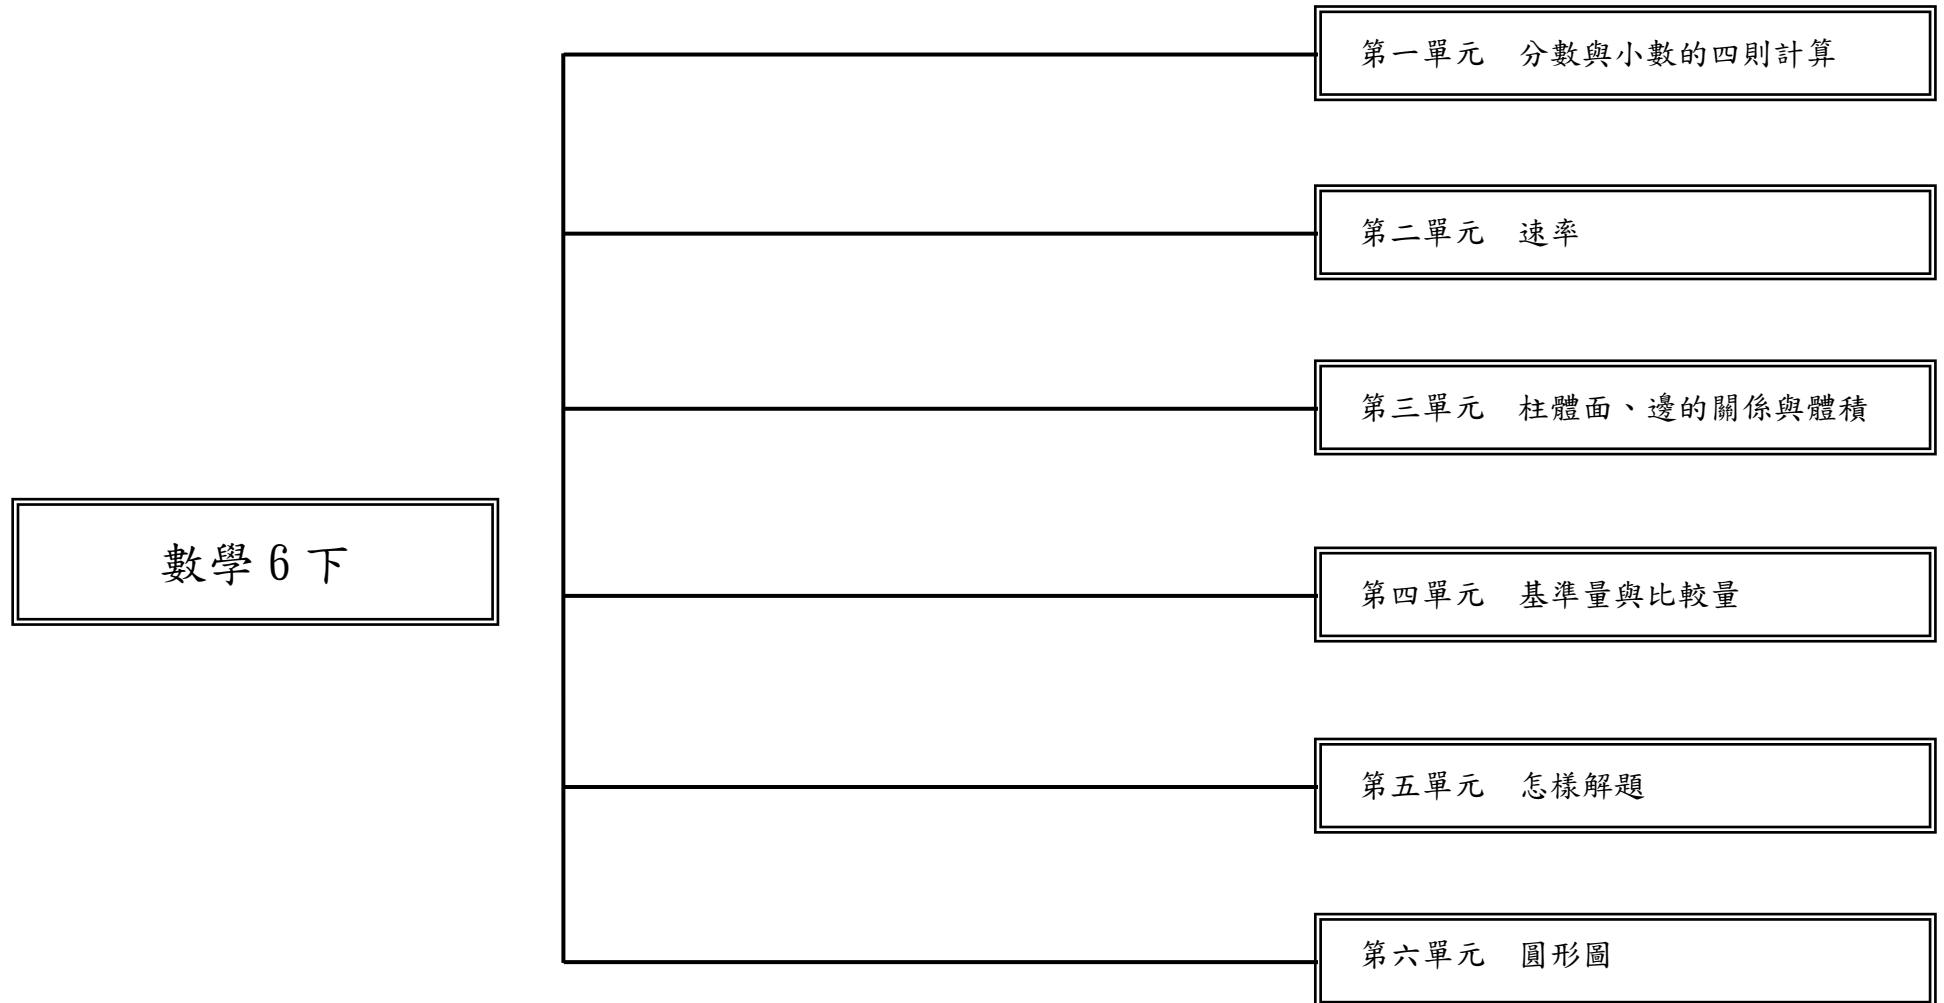 第一單元　分數與小數的四則計算
第二單元　速率
第三單元　柱體面、邊的關係與體積
數學 6 下
第四單元　基準量與比較量
第五單元　怎樣解題
第六單元　圓形圖